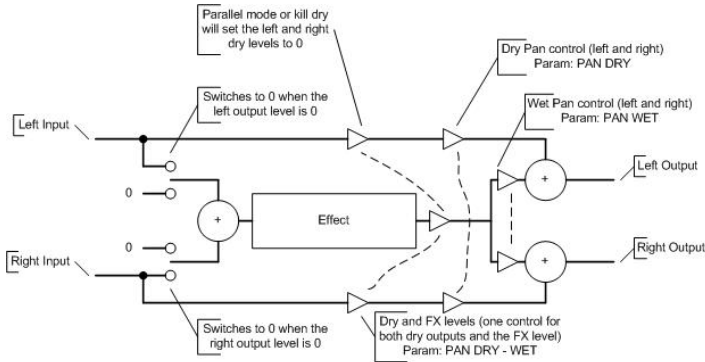 Parallel mode or kill dry
will set the left and right
dry levels to 0
Dry Pan control (left and right)
Param: PAN DRY
Switches to 0 when the
left output level is 0
Wet Pan control (left and right)
Param: PAN WET
Left Input
Left Output
0
+
+
Effect
0
Right Input
+
Right Output
Switches to 0 when the
right output level is 0
Dry and FX levels (one control for
both dry outputs and the FX level)
Param: PAN DRY - WET